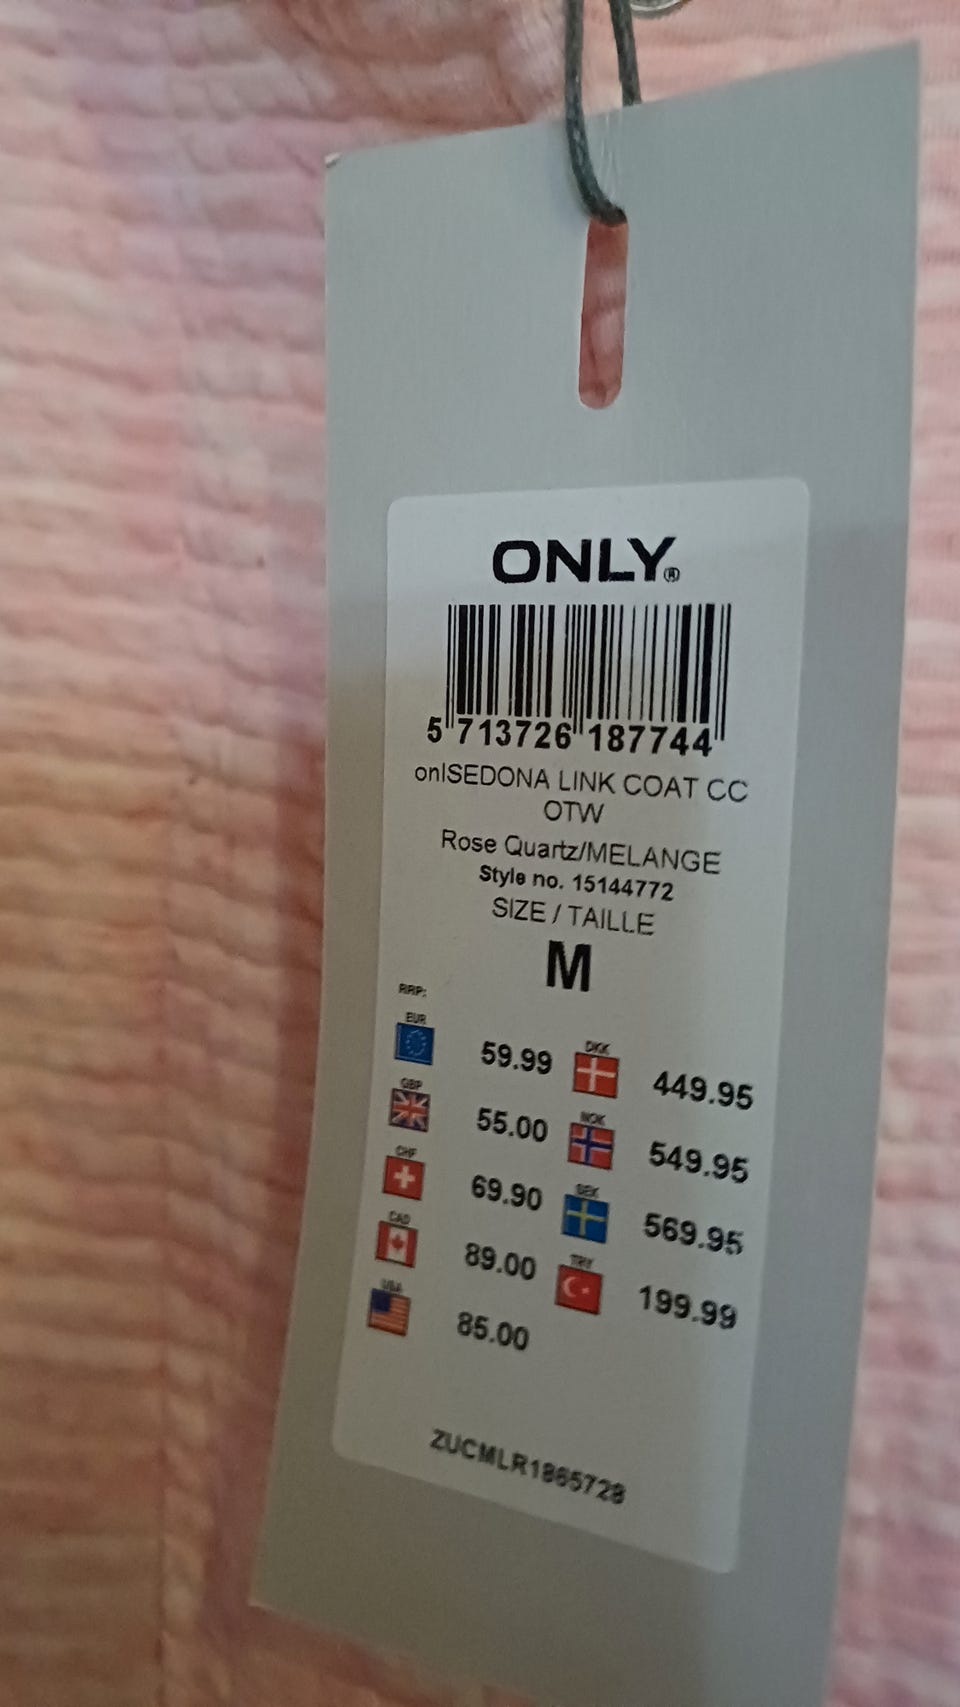 ONLY®
5 713726 187744
onlSEDONA LINK COAT CC
OTW
Rose Quartz/MELANGE
Style no. 15144772
SIZE / TAILLE
M
RRP:
EUR 59.99 DKK 449.95
GBP 55.00 NOK 549.95
CHF 69.90 SEK 569.95
CAD 89.00 TRY 199.99
USA 85.00
ZUCMLR1865728